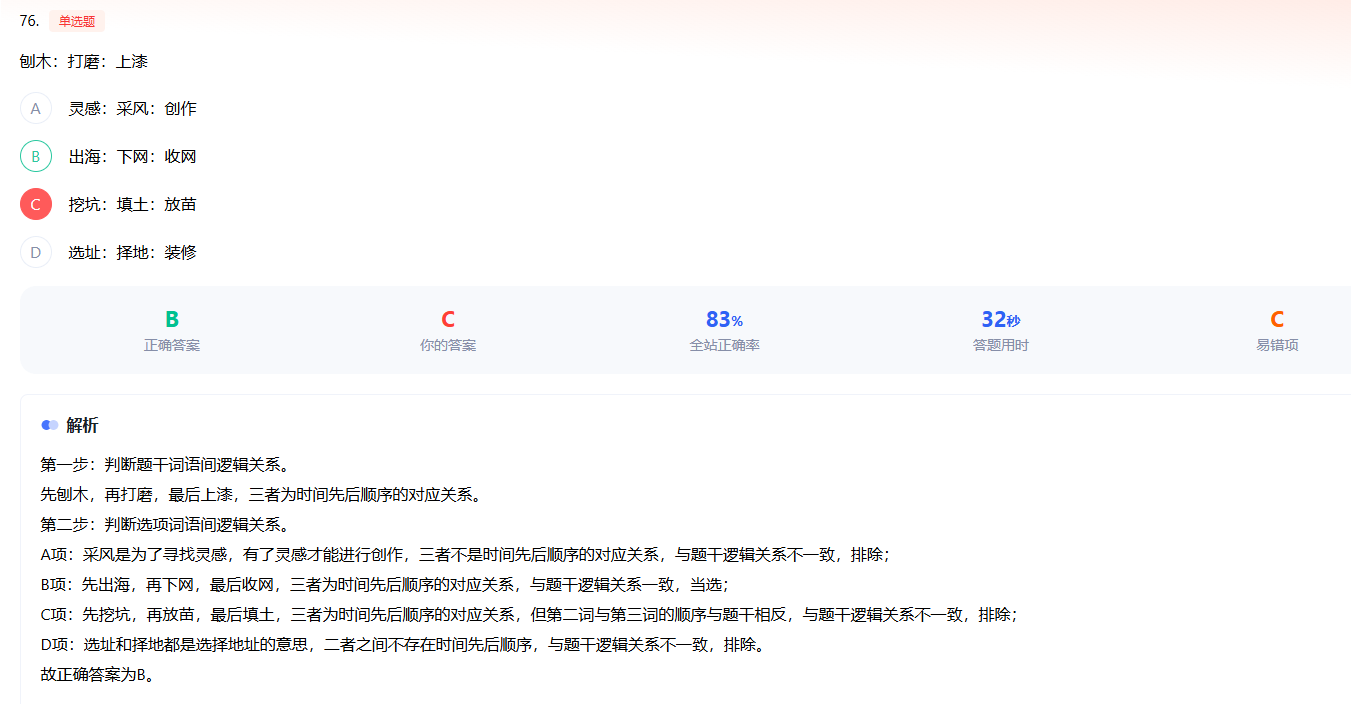 76. 单选题
刨木：打磨：上漆
A 灵感：采风：创作
B 出海：下网：收网
C 挖坑：填土：放苗
D 选址：择地：装修
B C 83% 32秒 C
正确答案 你的答案 全站正确率 答题用时 易错项
解析
第一步：判断题干词语间逻辑关系。
先刨木，再打磨，最后上漆，三者为时间先后顺序的对应关系。
第二步：判断选项词语间逻辑关系。
A项：采风是为了寻找灵感，有了灵感才能进行创作，三者不是时间先后顺序的对应关系，与题干逻辑关系不一致，排除；
B项：先出海，再下网，最后收网，三者为时间先后顺序的对应关系，与题干逻辑关系一致，当选；
C项：先挖坑，再放苗，最后填土，三者为时间先后顺序的对应关系，但第二词与第三词的顺序与题干相反，与题干逻辑关系不一致，排除；
D项：选址和择地都是选择地址的意思，二者之间不存在时间先后顺序，与题干逻辑关系不一致，排除。
故正确答案为B。